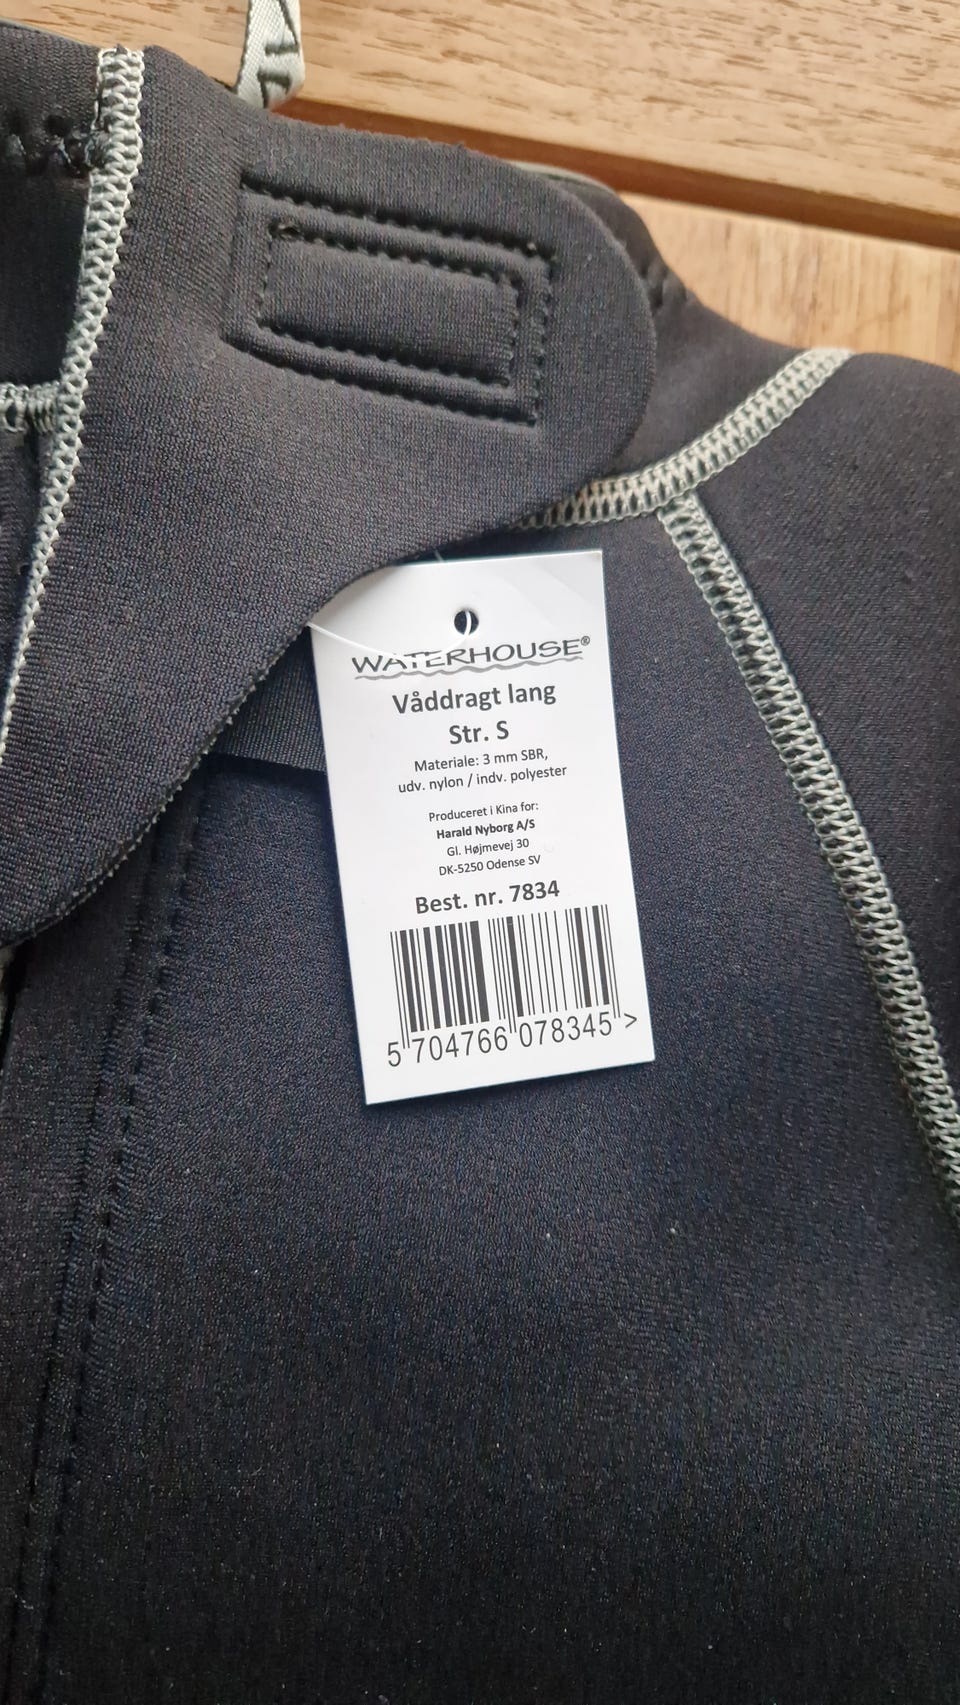 WATERHOUSE®
Våddragt lang
Str. S
Materiale: 3 mm SBR,
udv. nylon / indv. polyester
Produceret i Kina for:
Harald Nyborg A/S
Gl. Højmevej 30
DK-5250 Odense SV
Best. nr. 7834
5 704766 078345 >